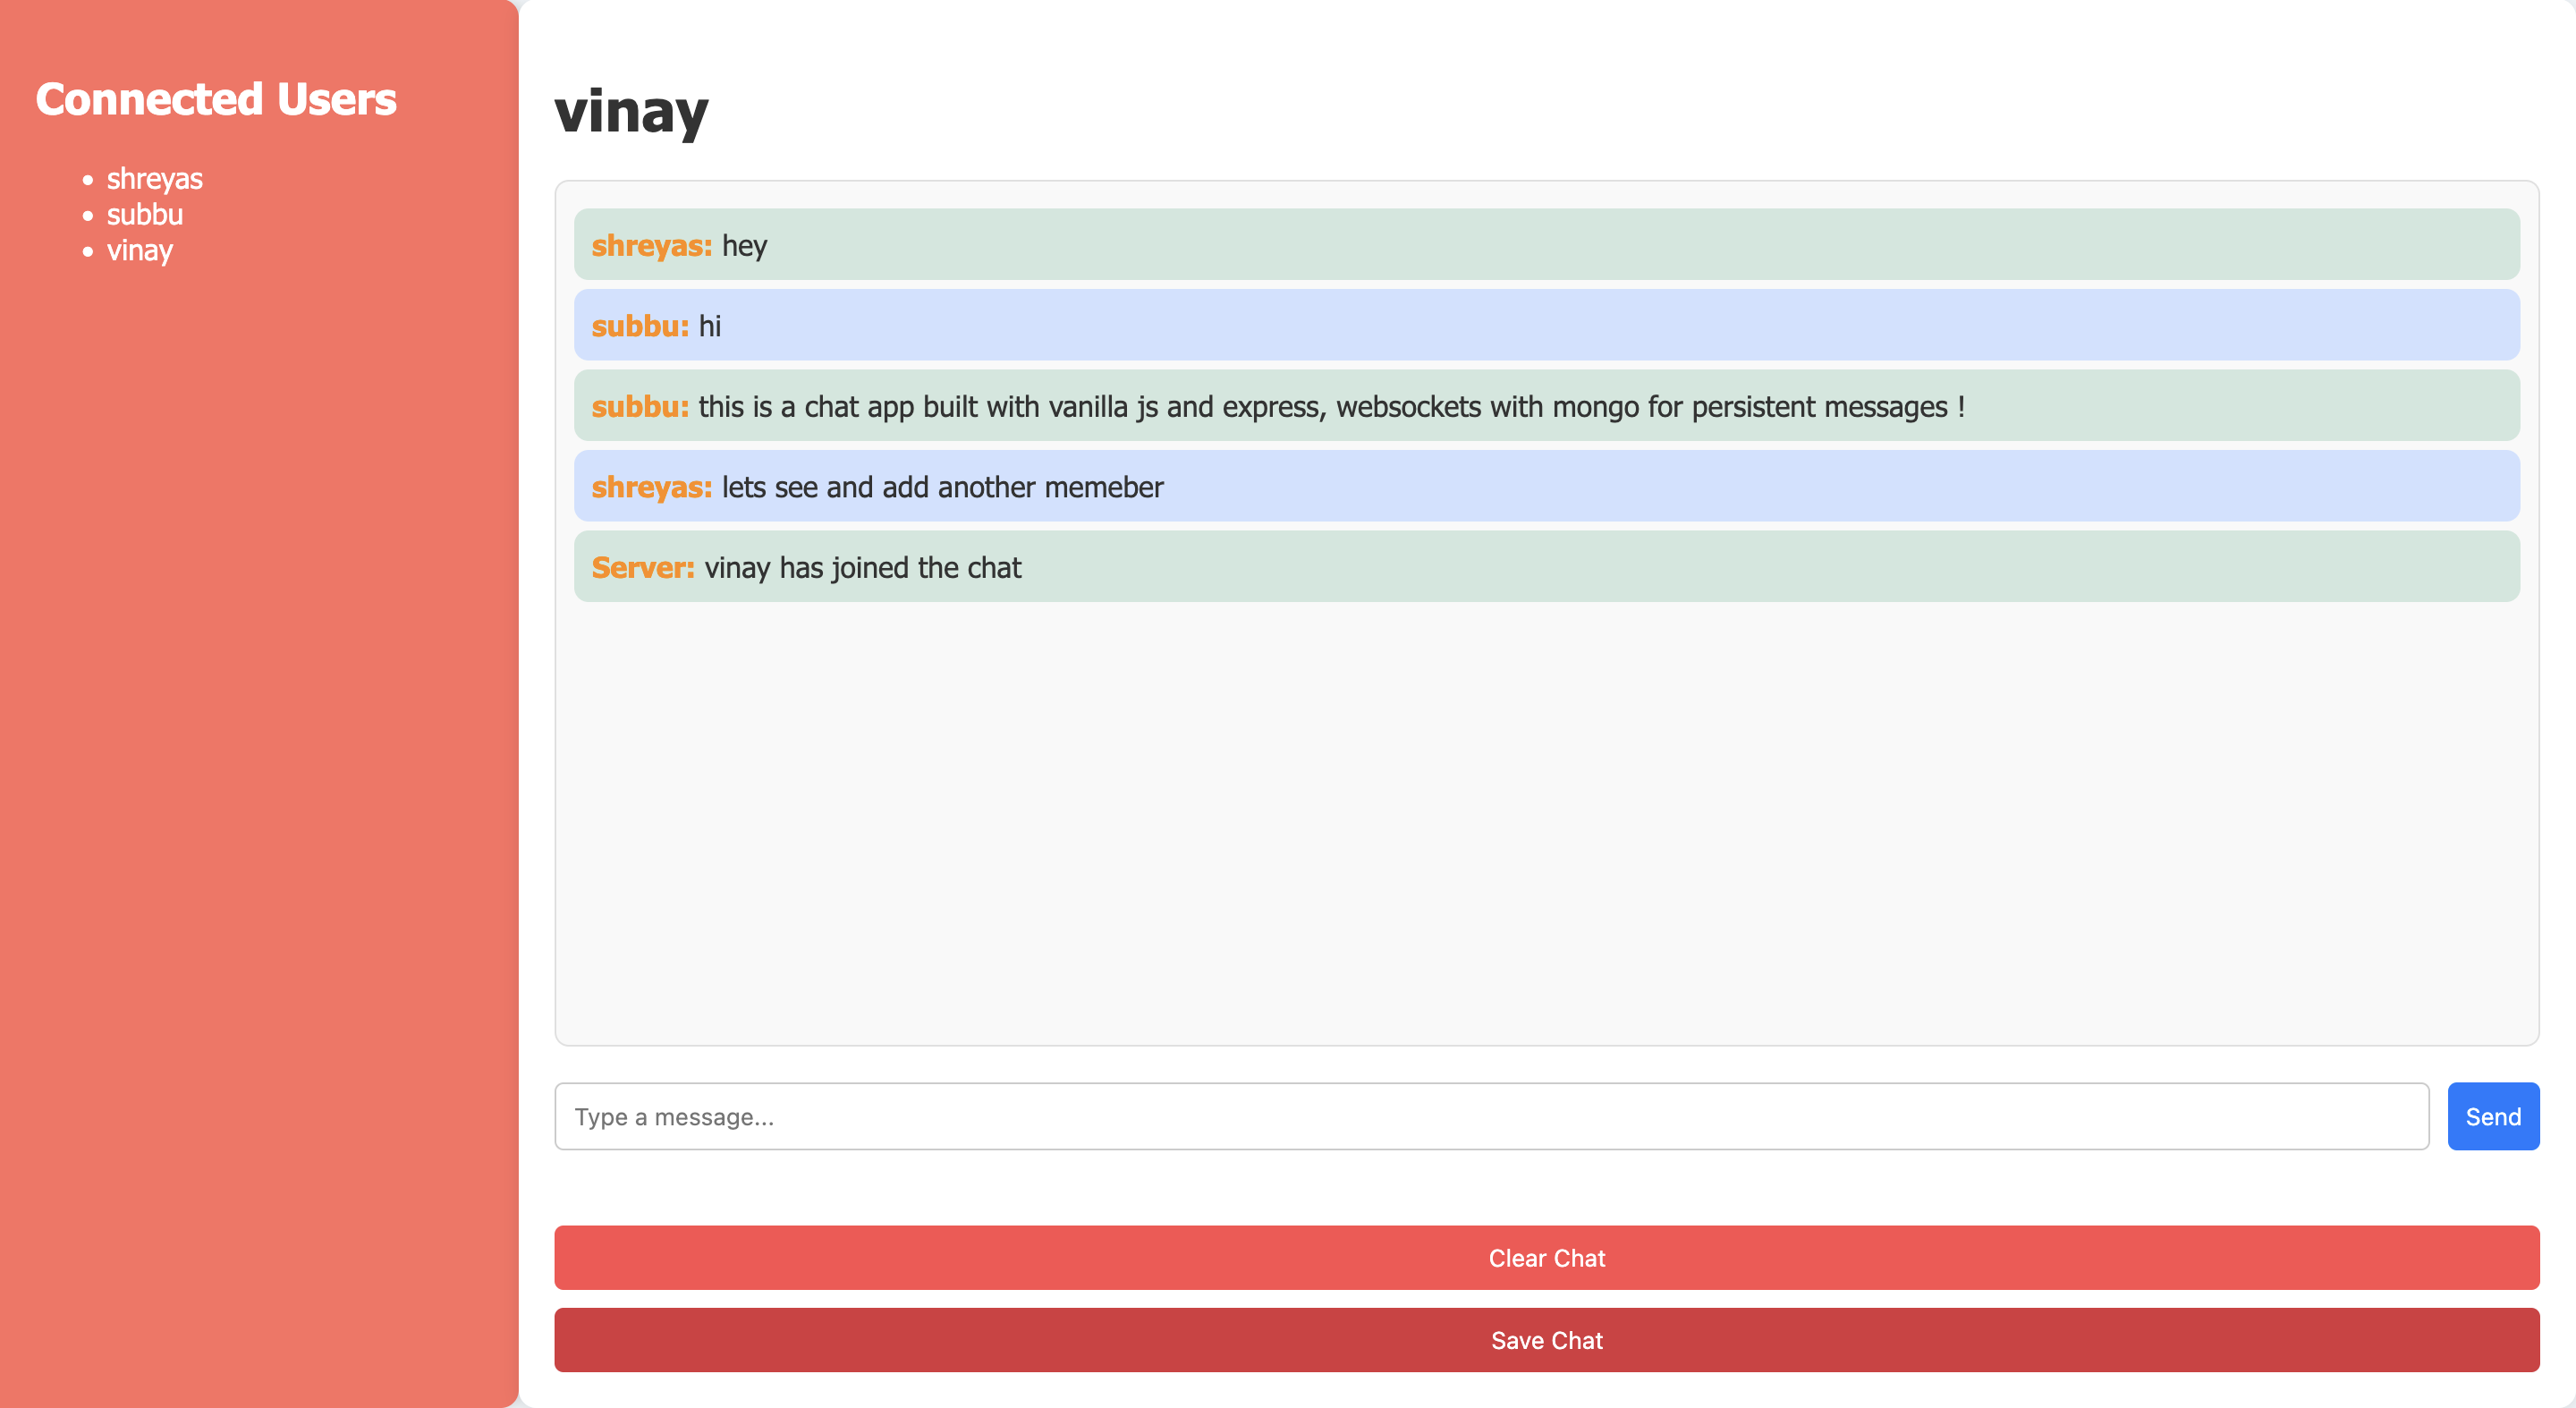 Connected Users
shreyas
subbu
vinay
vinay
shreyas: hey
subbu: hi
subbu: this is a chat app built with vanilla js and express, websockets with mongo for persistent messages !
shreyas: lets see and add another memeber
Server: vinay has joined the chat
Type a message...
Send
Clear Chat
Save Chat